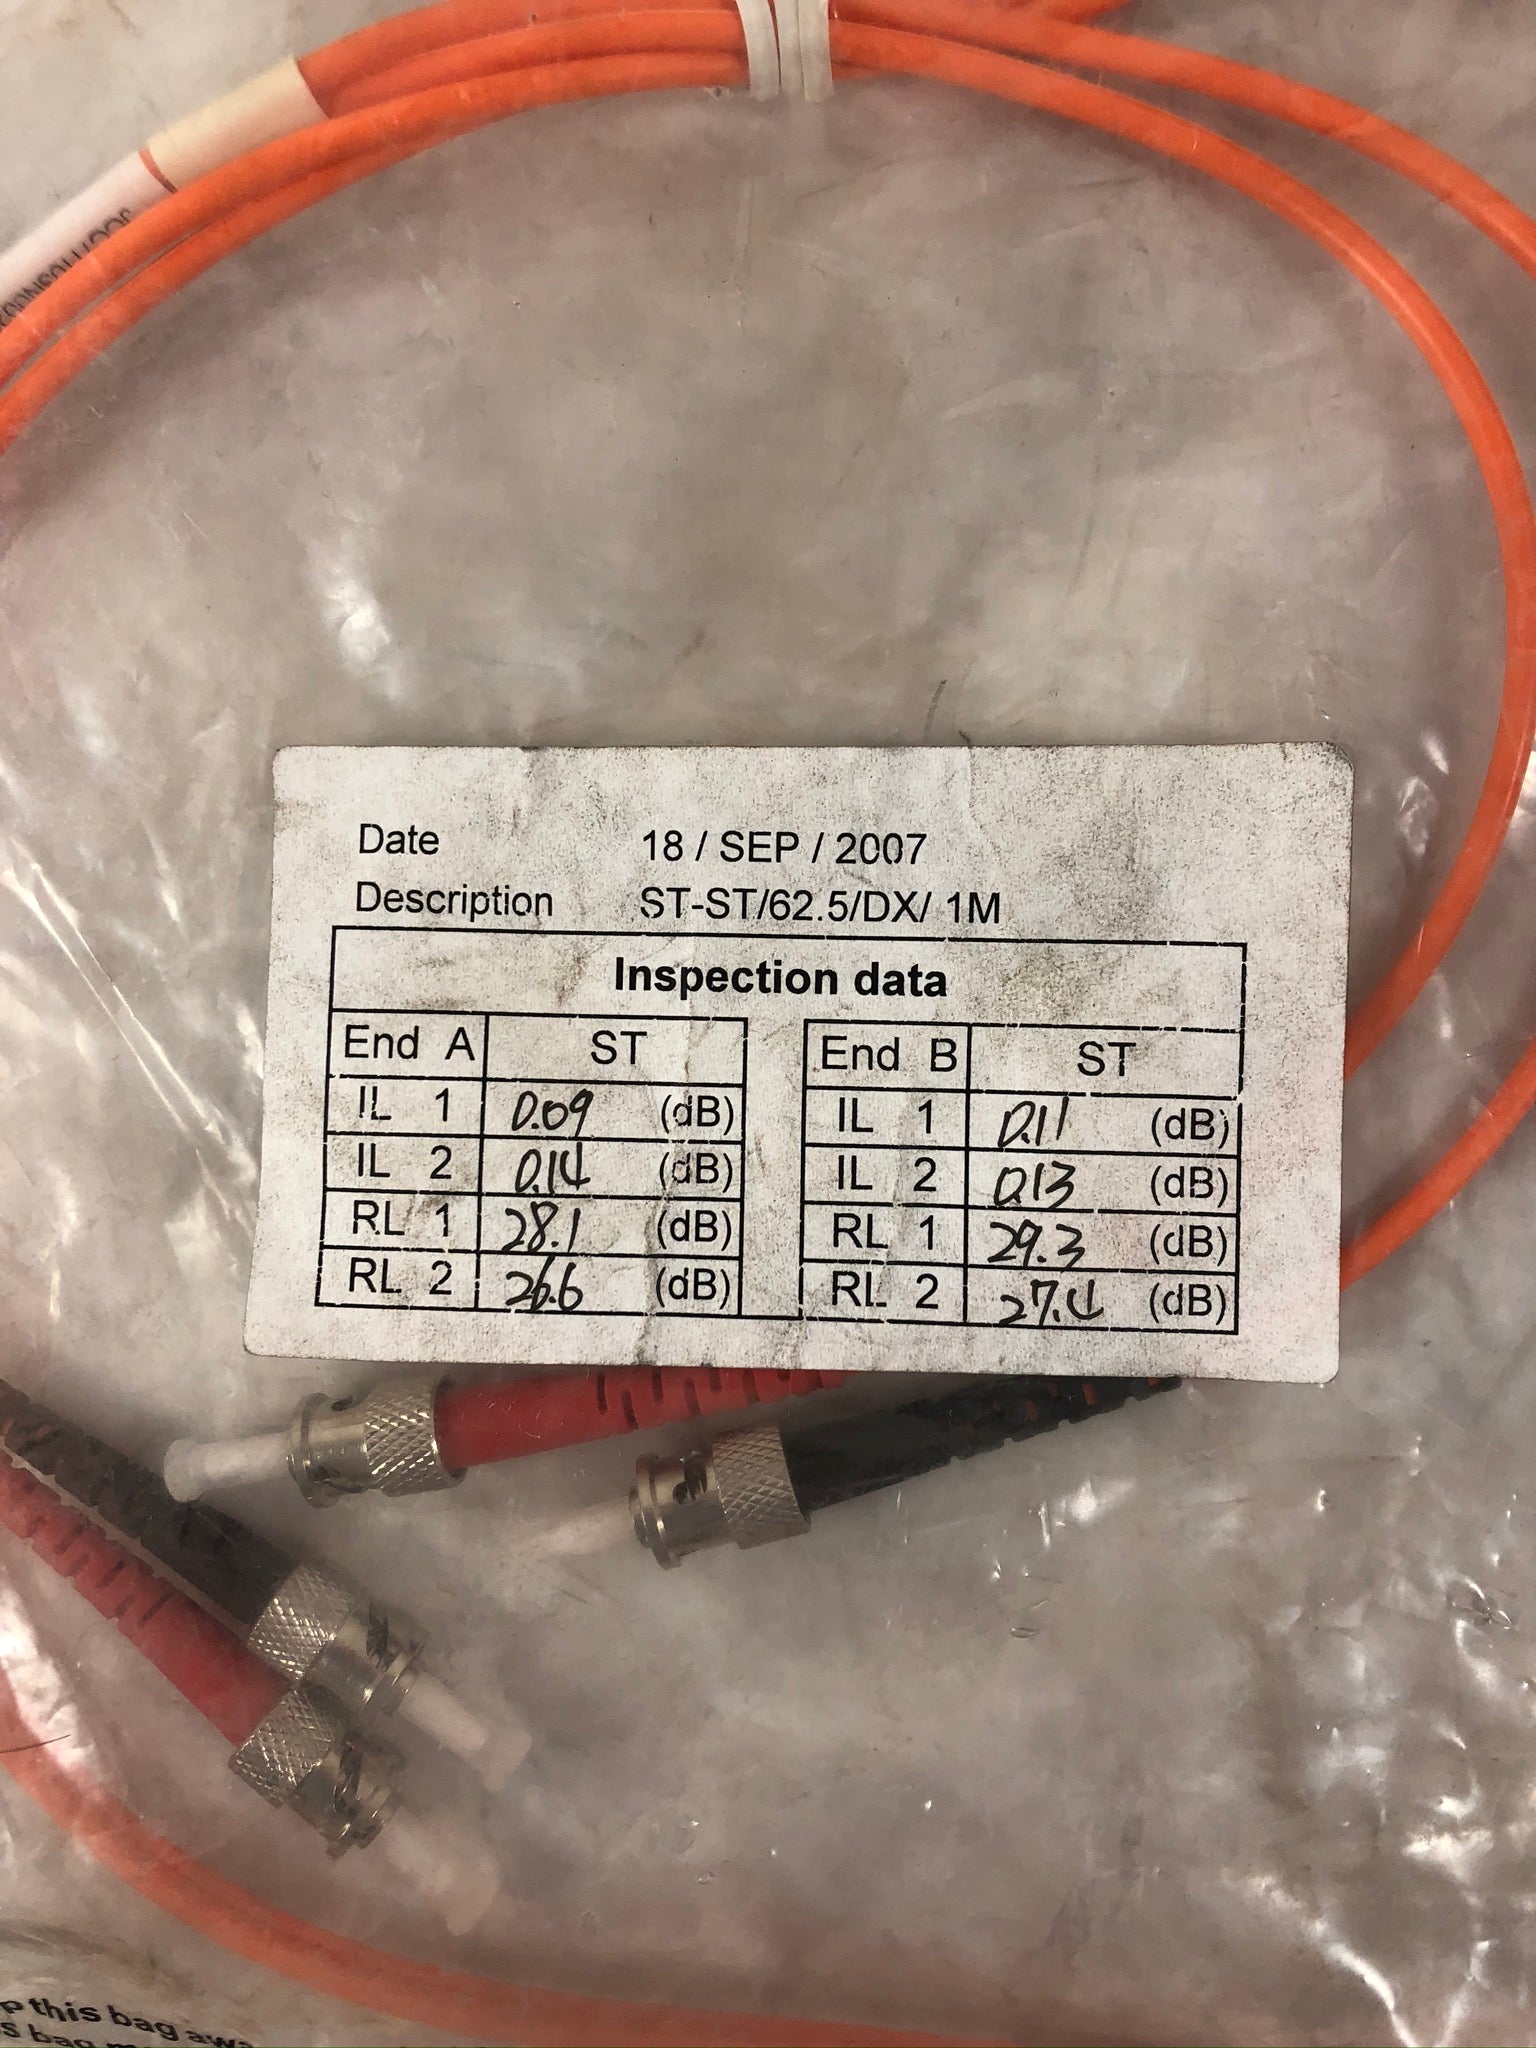 Date 18 / SEP / 2007
Description ST-ST/62.5/DX/ 1M
Inspection data
End A ST End B ST
IL 1 0.09 (dB) IL 1 0.11 (dB)
IL 2 0.14 (dB) IL 2 0.13 (dB)
RL 1 28.1 (dB) RL 1 29.3 (dB)
RL 2 26.6 (dB) RL 2 27.4 (dB)
this bag
bag